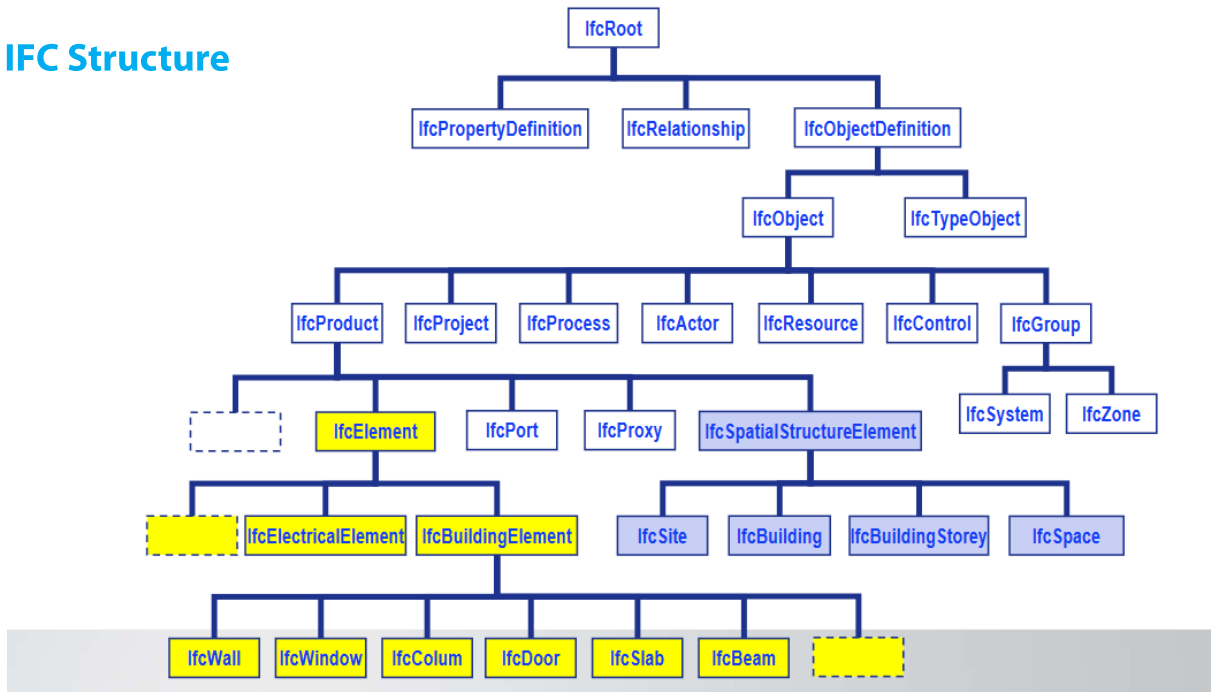 IfcRoot
IFC Structure
IfcPropertyDefinition
IfcRelationship
IfcObjectDefinition
IfcObject
IfcTypeObject
IfcProduct
IfcProject
IfcProcess
IfcActor
IfcResource
IfcControl
IfcGroup
IfcSystem
IfcZone
IfcElement
IfcPort
IfcProxy
IfcSpatialStructureElement
IfcElectricalElement
IfcBuildingElement
IfcSite
IfcBuilding
IfcBuildingStorey
IfcSpace
IfcWall
IfcWindow
IfcColum
IfcDoor
IfcSlab
IfcBeam